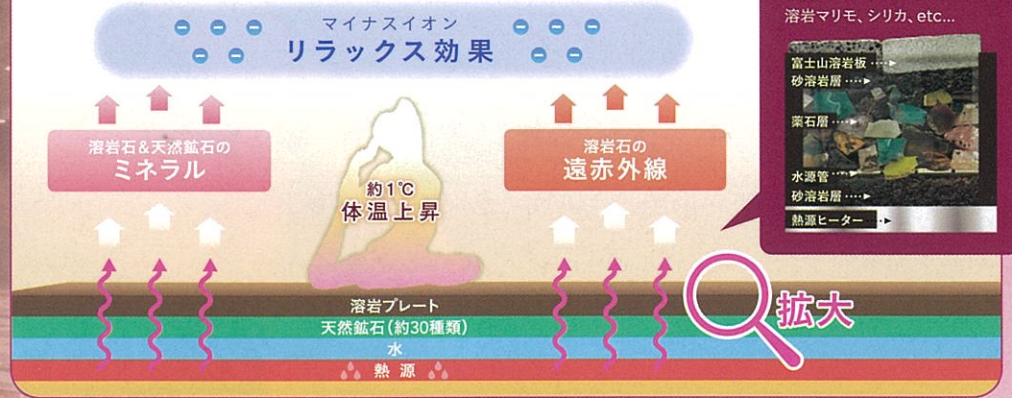 マイナスイオン
リラックス効果
溶岩石&天然鉱石の
ミネラル
約1℃
体温上昇
溶岩石の
遠赤外線
溶岩プレート
天然鉱石(約30種類)
水
熱源
拡大
溶岩マリモ、シリカ、etc...
富士山溶岩板
砂溶岩層
薬石層
水源管
砂溶岩層
熱源ヒーター